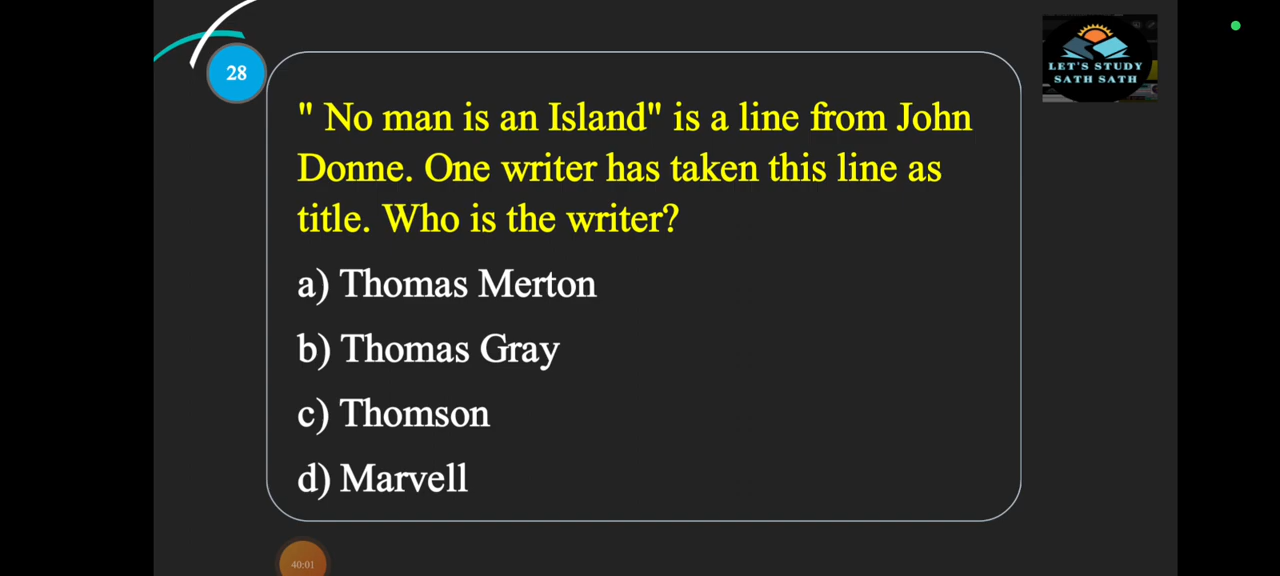 28
LET'S STUDY
SATH SATH
" No man is an Island" is a line from John
Donne. One writer has taken this line as
title. Who is the writer?
a) Thomas Merton
b) Thomas Gray
c) Thomson
d) Marvell
40:01